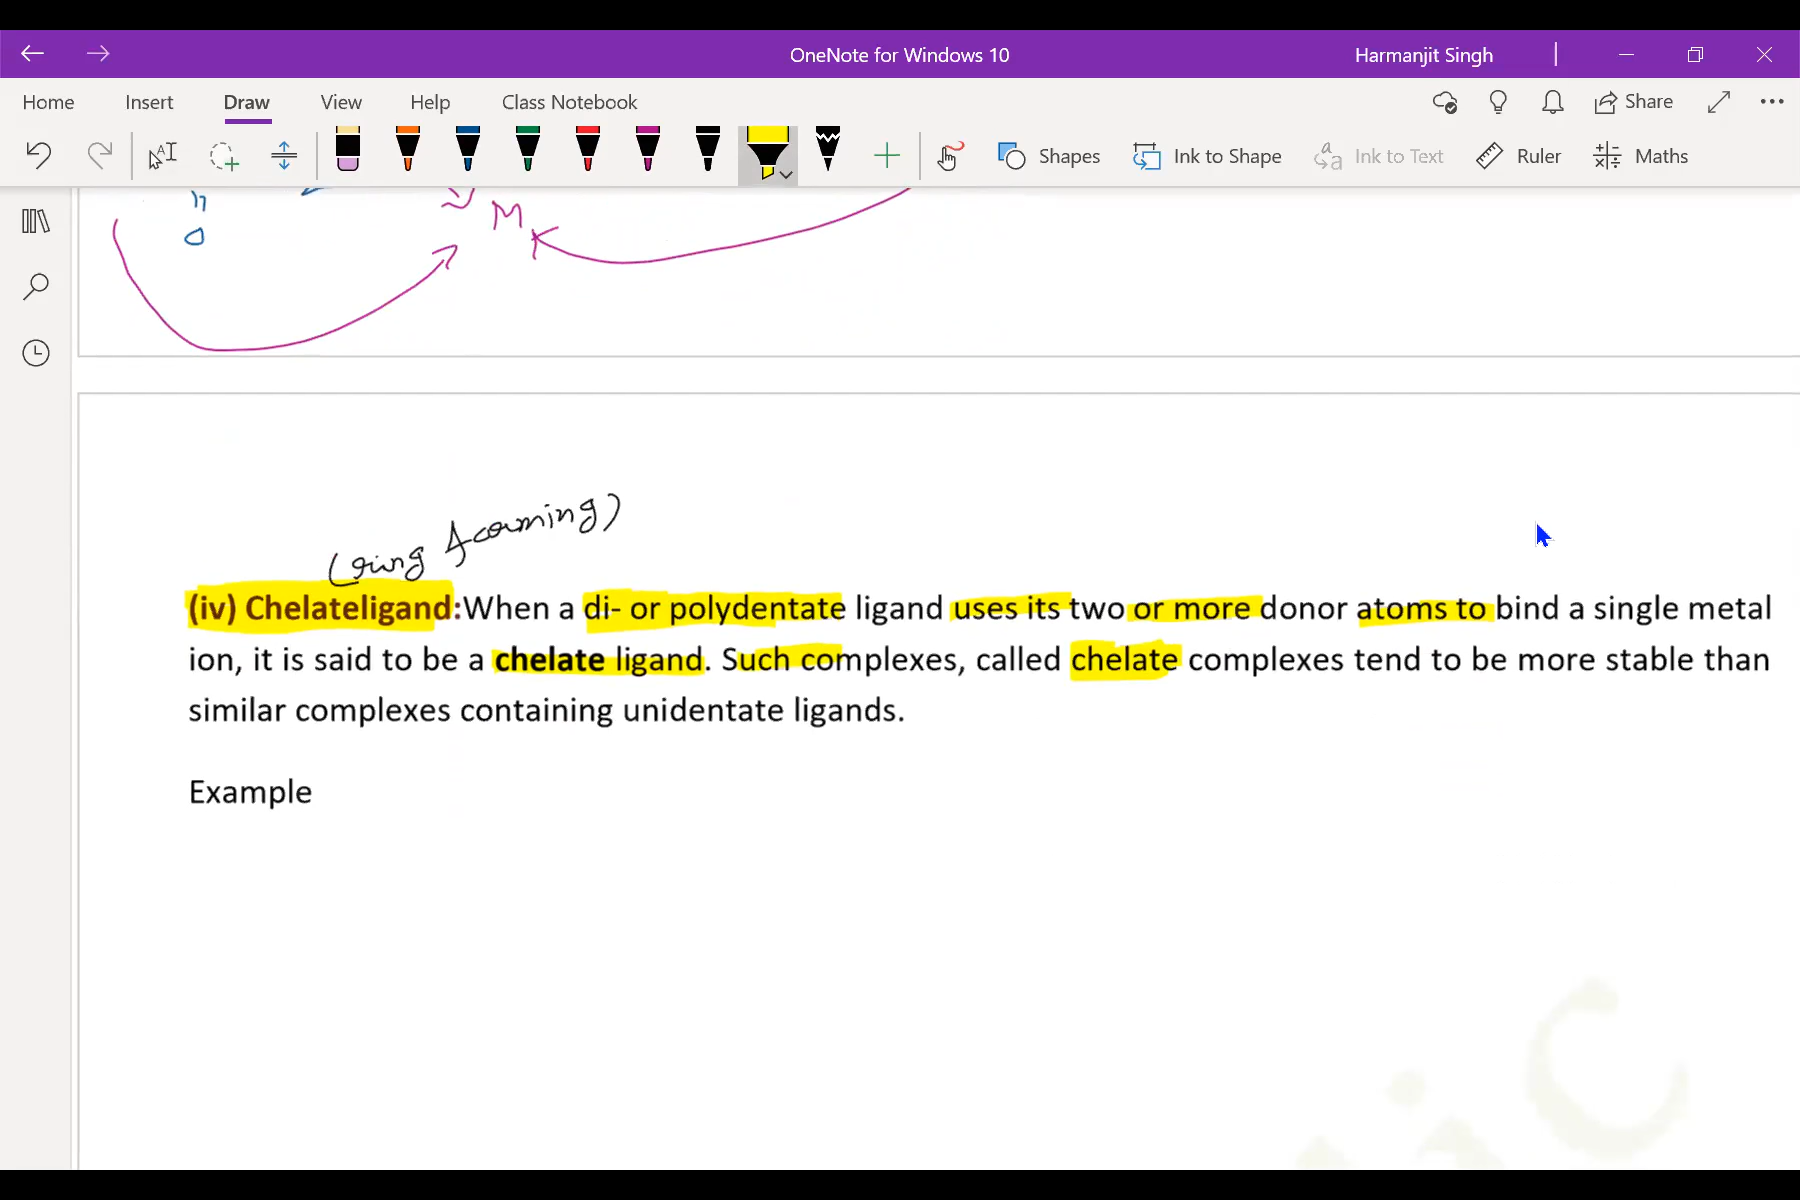 OneNote for Windows 10
Harmanjit Singh
Home Insert Draw View Help Class Notebook
Share
Shapes Ink to Shape Ink to Text Ruler Maths
M
(ring forming)
(iv) Chelateligand:When a di- or polydentate ligand uses its two or more donor atoms to bind a single metal
ion, it is said to be a chelate ligand. Such complexes, called chelate complexes tend to be more stable than
similar complexes containing unidentate ligands.
Example